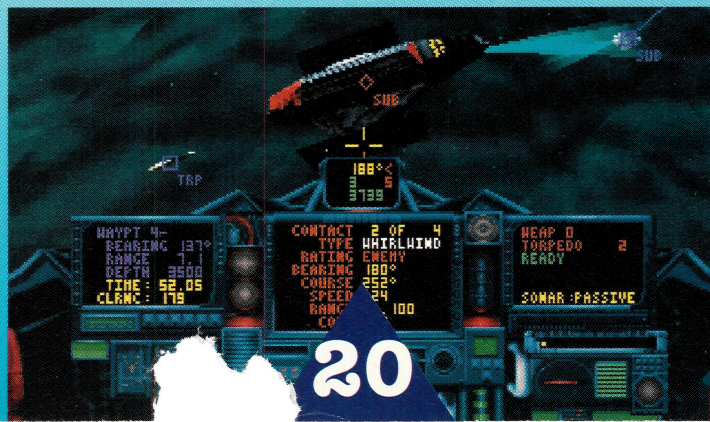 SUB
SUB
TRP
188°<
3 5
3739
WAYPT 4-
BEARING 137°
RANGE 7.1
DEPTH 3500
TIME: 52.05
CLRNC: 179
CONTACT 2 OF 4
TYPE WHIRLWIND
RATING ENEMY
BEARING 180°
COURSE 252°
SPEED 24
100
WEAP 0
TORPEDO 2
READY
SONAR:PASSIVE
20